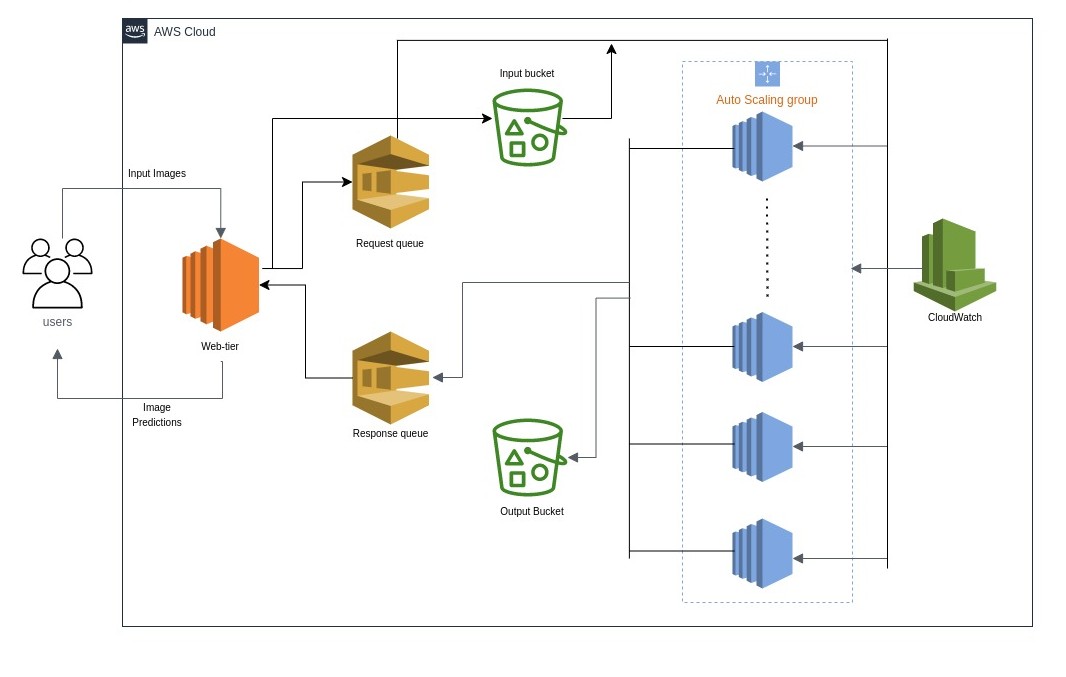 aws
AWS Cloud
Input bucket
Auto Scaling group
Input Images
Request queue
users
Web-tier
CloudWatch
Image
Predictions
Response queue
Output Bucket